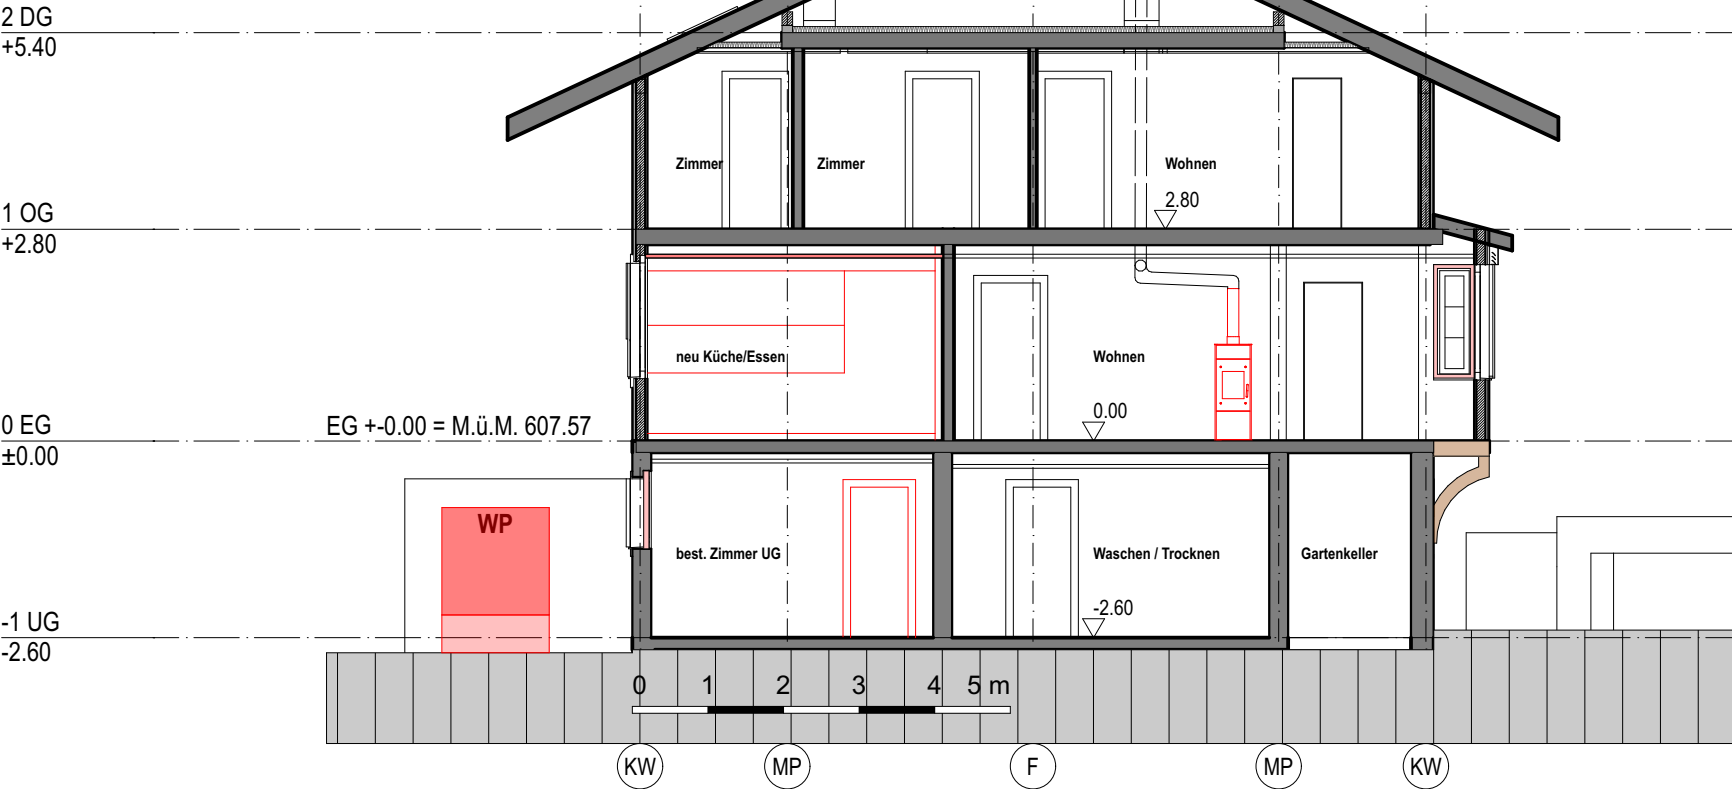 2 DG
+5.40
Zimmer
Zimmer
Wohnen
2.80
1 OG
+2.80
neu Küche/Essen
Wohnen
0.00
EG +-0.00 = M.ü.M. 607.57
0 EG
±0.00
WP
best. Zimmer UG
Waschen / Trocknen
Gartenkeller
-2.60
-1 UG
-2.60
0 1 2 3 4 5 m
KW MP F MP KW